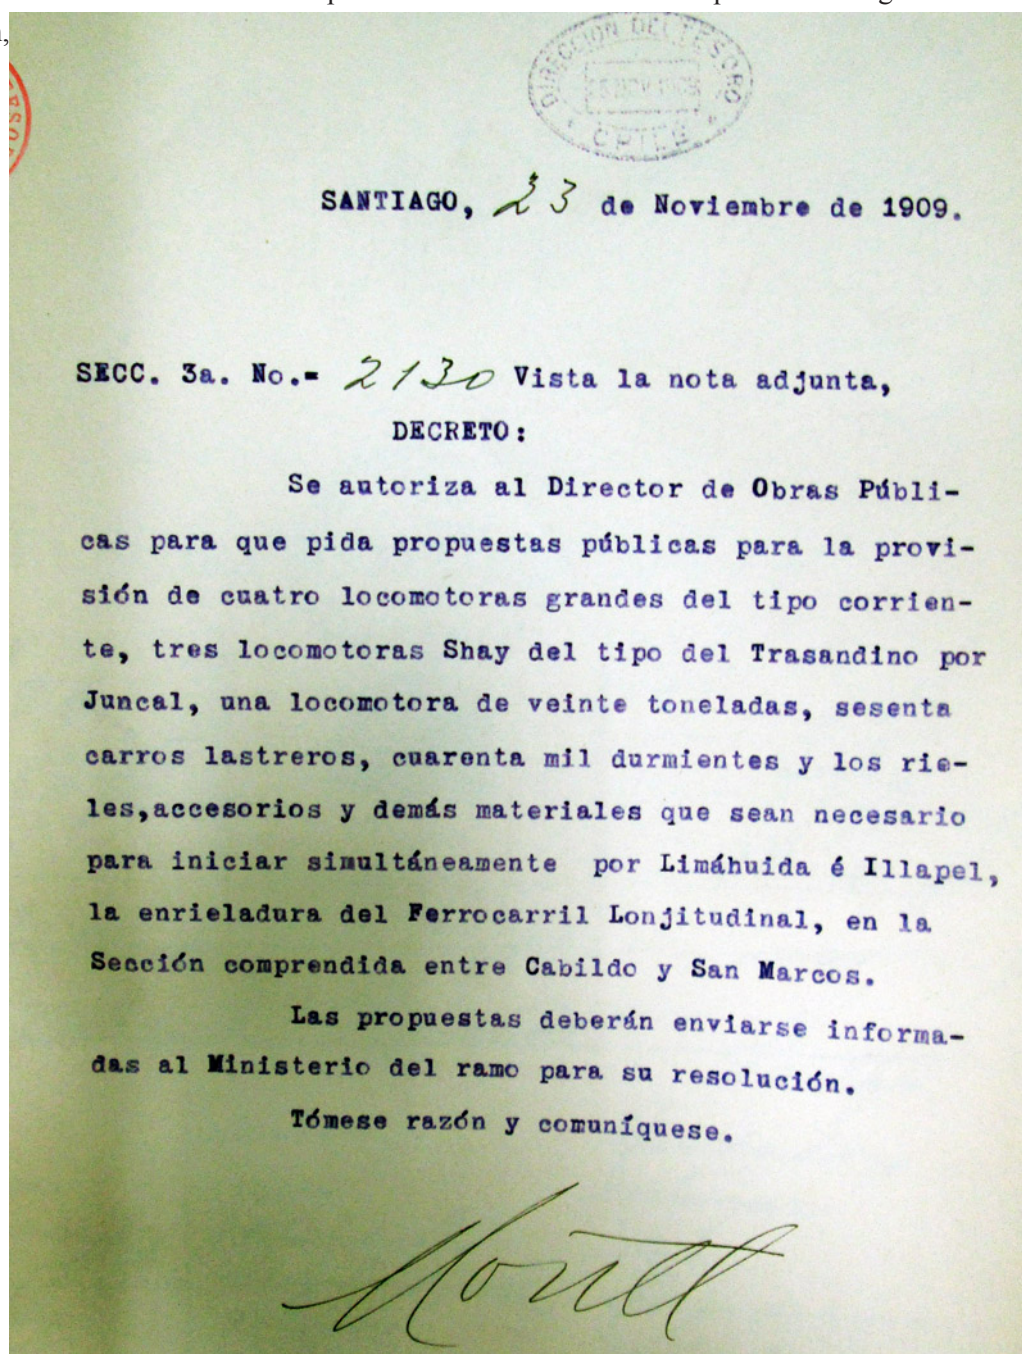 DIRECCION DEL TESORO
CHILE
SANTIAGO, 23 de Noviembre de 1909.
SECC. 3a. No.= 2130 Vista la nota adjunta,
DECRETO:
Se autoriza al Director de Obras Públi-
cas para que pida propuestas públicas para la provi-
sión de cuatro locomotoras grandes del tipo corrien-
te, tres locomotoras Shay del tipo del Trasandino por
Juncal, una locomotora de veinte toneladas, sesenta
carros lastreros, cuarenta mil durmientes y los rie-
les,accesorios y demás materiales que sean necesario
para iniciar simultáneamente por Limáhuida é Illapel,
la enrieladura del Ferrocarril Lonjitudinal, en la
Sección comprendida entre Cabildo y San Marcos.
Las propuestas deberán enviarse informa-
das al Ministerio del ramo para su resolución.
Tómese razón y comuníquese.
Montt